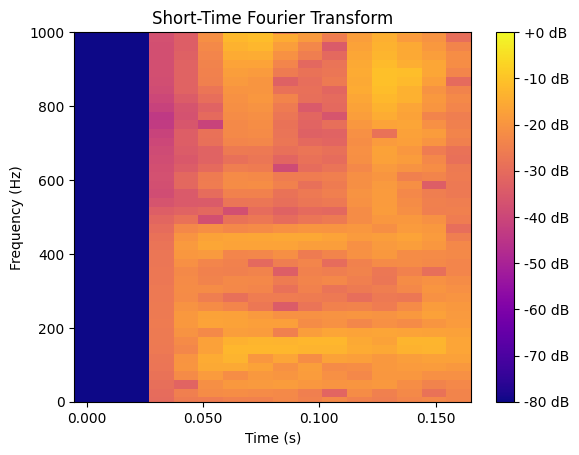 Short-Time Fourier Transform
Frequency (Hz)
1000
800
600
400
200
0
0.000
0.050
0.100
0.150
Time (s)
+0 dB
-10 dB
-20 dB
-30 dB
-40 dB
-50 dB
-60 dB
-70 dB
-80 dB